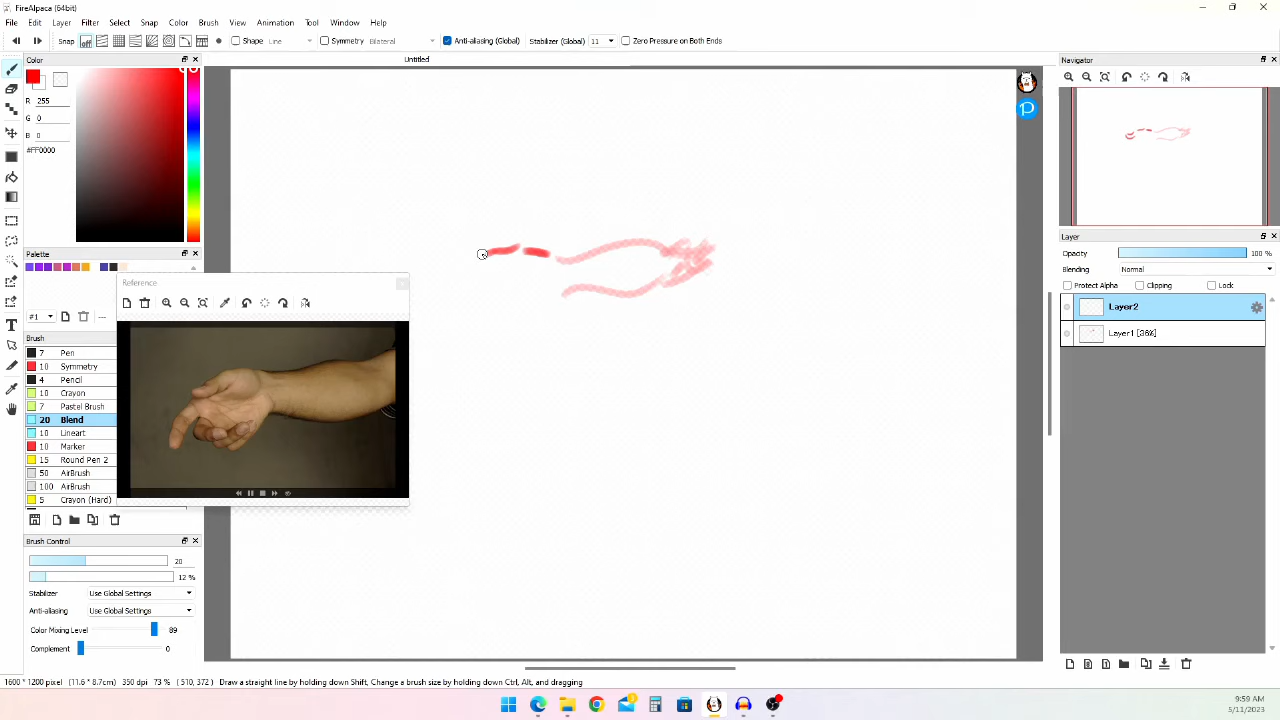 FireAlpaca (64bit)
File Edit Layer Filter Select Snap Color Brush View Animation Tool Window Help
Snap off Shape Line Symmetry Bilateral Anti-aliasing (Global) Stabilizer (Global) 11 Zero Pressure on Both Ends
Color
Untitled
Navigator
R 255
G 0
B 0
#FF0000
Palette
Layer
Opacity 100 %
Blending Normal
Protect Alpha Clipping Lock
Layer2
Layer1 [36%]
Reference
#1
Brush
7 Pen
10 Symmetry
4 Pencil
10 Crayon
7 Pastel Brush
20 Blend
10 Lineart
10 Marker
15 Round Pen 2
50 AirBrush
100 AirBrush
5 Crayon (Hard)
Brush Control
20
12 %
Stabilizer Use Global Settings
Anti-aliasing Use Global Settings
Color Mixing Level 89
Complement 0
1600 * 1200 pixel (11.6 * 8.7cm) 350 dpi 73 % (510, 372) Draw a straight line by holding down Shift, Change a brush size by holding down Ctrl, Alt, and dragging
9:59 AM
5/11/2023